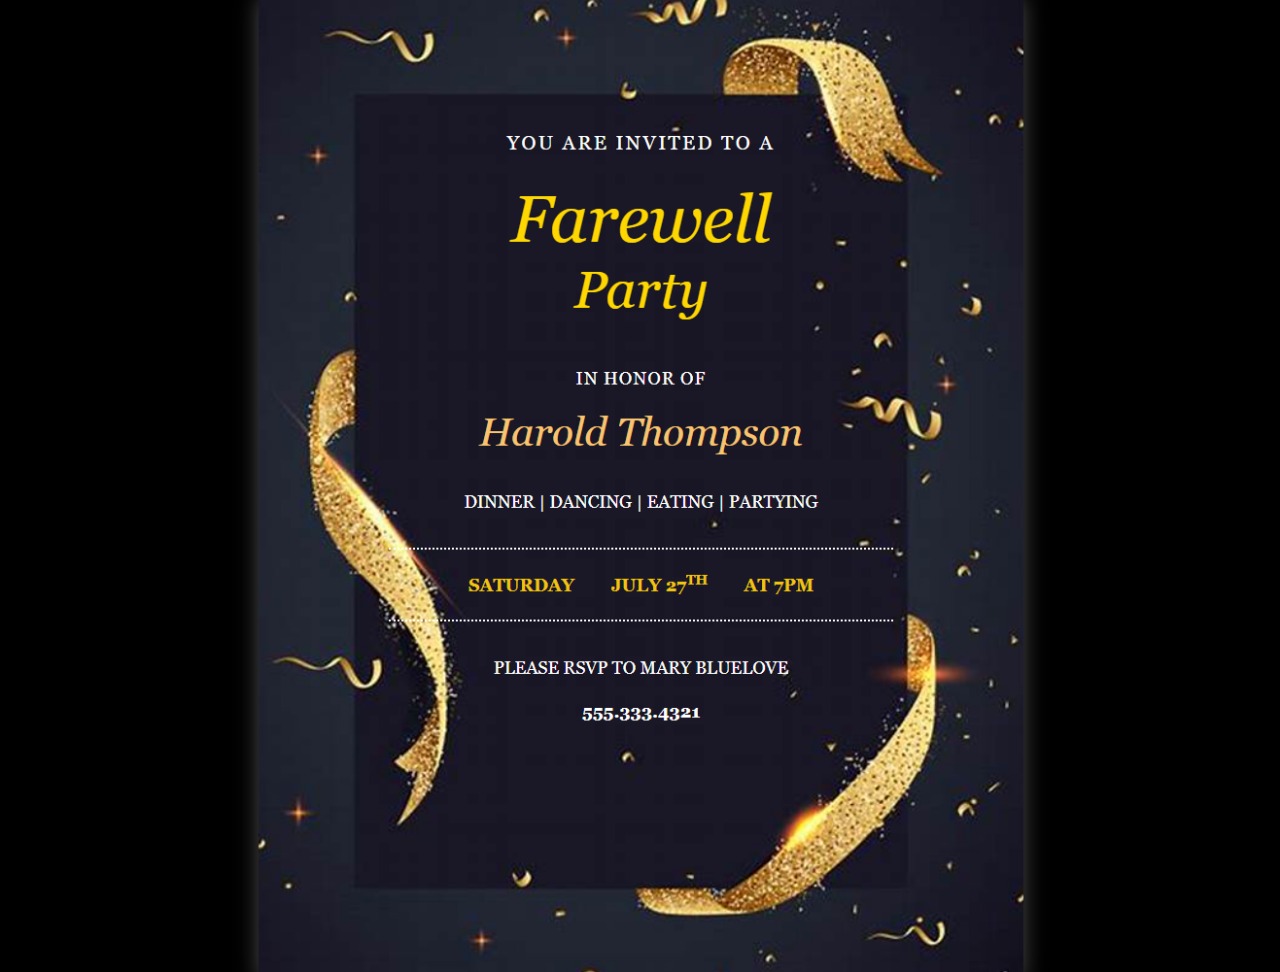 YOU ARE INVITED TO A
Farewell
Party
IN HONOR OF
Harold Thompson
DINNER | DANCING | EATING | PARTYING
SATURDAY JULY 27TH AT 7PM
PLEASE RSVP TO MARY BLUELOVE
555.333.4321